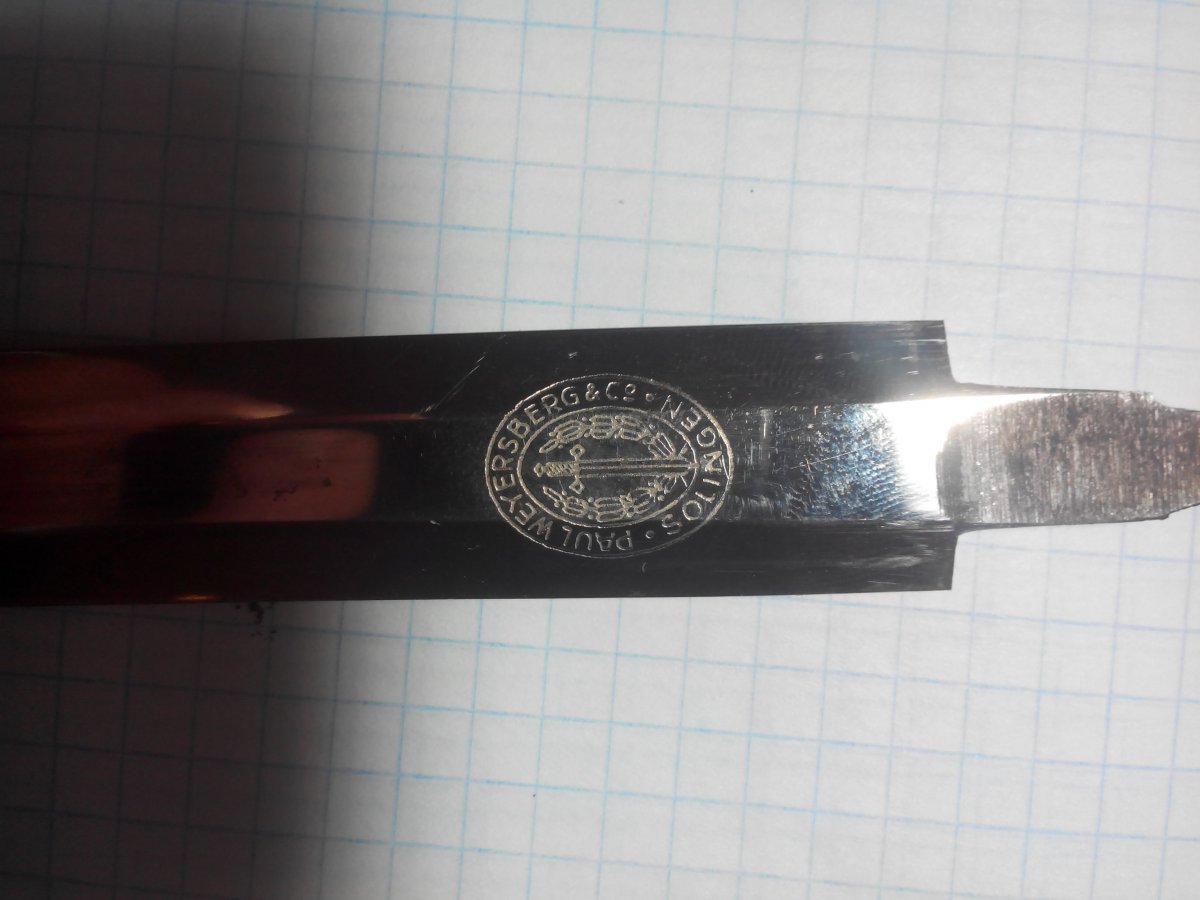 PAUL WEYERSBERG & Co
· SOLINGEN ·